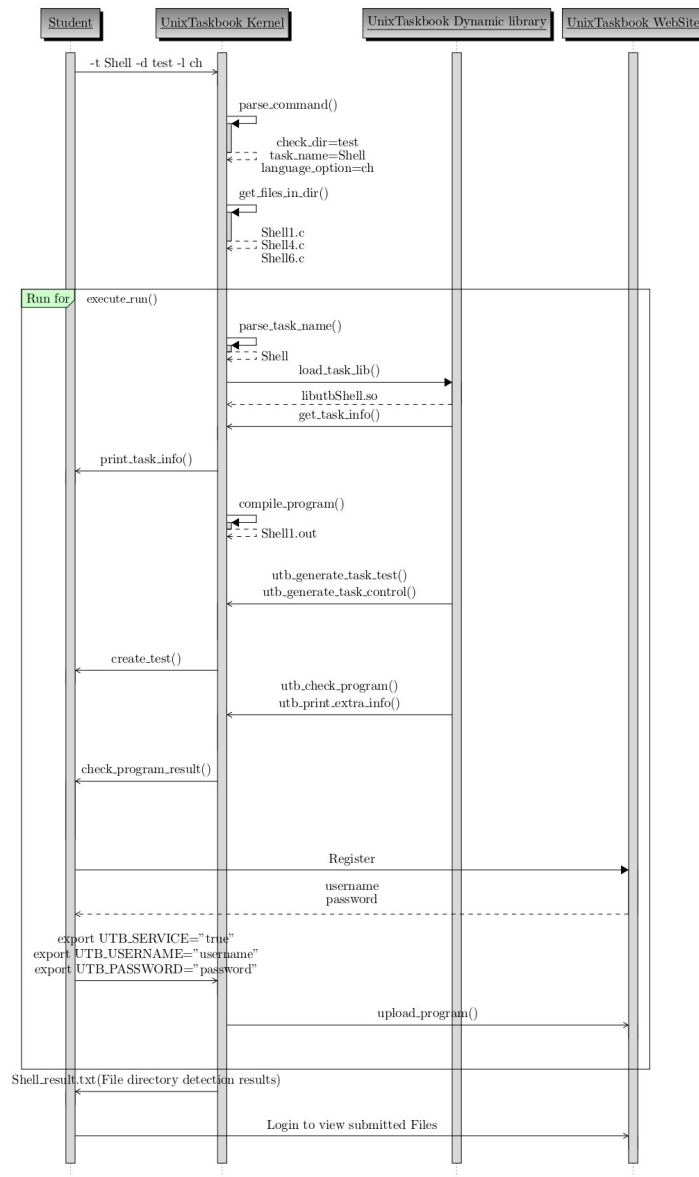 Student
UnixTaskbook Kernel
UnixTaskbook Dynamic library
UnixTaskbook WebSite
-t Shell -d test -l ch
parse_command()
check_dir=test
task_name=Shell
language_option=ch
get_files_in_dir()
Shell1.c
Shell4.c
Shell6.c
Run for
execute_run()
parse_task_name()
Shell
load_task_lib()
libutbShell.so
get_task_info()
print_task_info()
compile_program()
Shell1.out
utb_generate_task_test()
utb_generate_task_control()
create_test()
utb_check_program()
utb_print_extra_info()
check_program_result()
Register
username
password
export UTB_SERVICE="true"
export UTB_USERNAME="username"
export UTB_PASSWORD="password"
upload_program()
Shell_result.txt(File directory detection results)
Login to view submitted Files